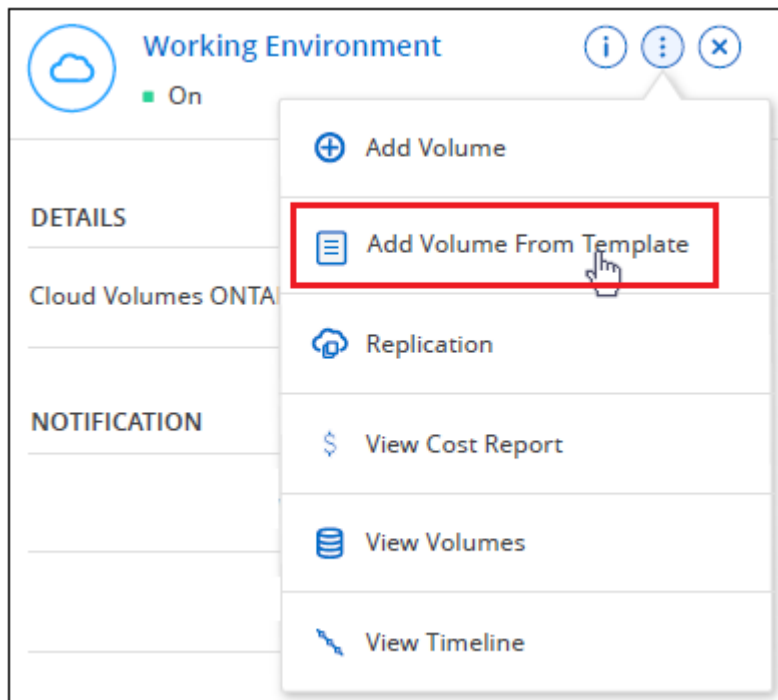 Working Environment
On
Add Volume
DETAILS
Add Volume From Template
Cloud Volumes ONTA
Replication
NOTIFICATION
$ View Cost Report
View Volumes
View Timeline